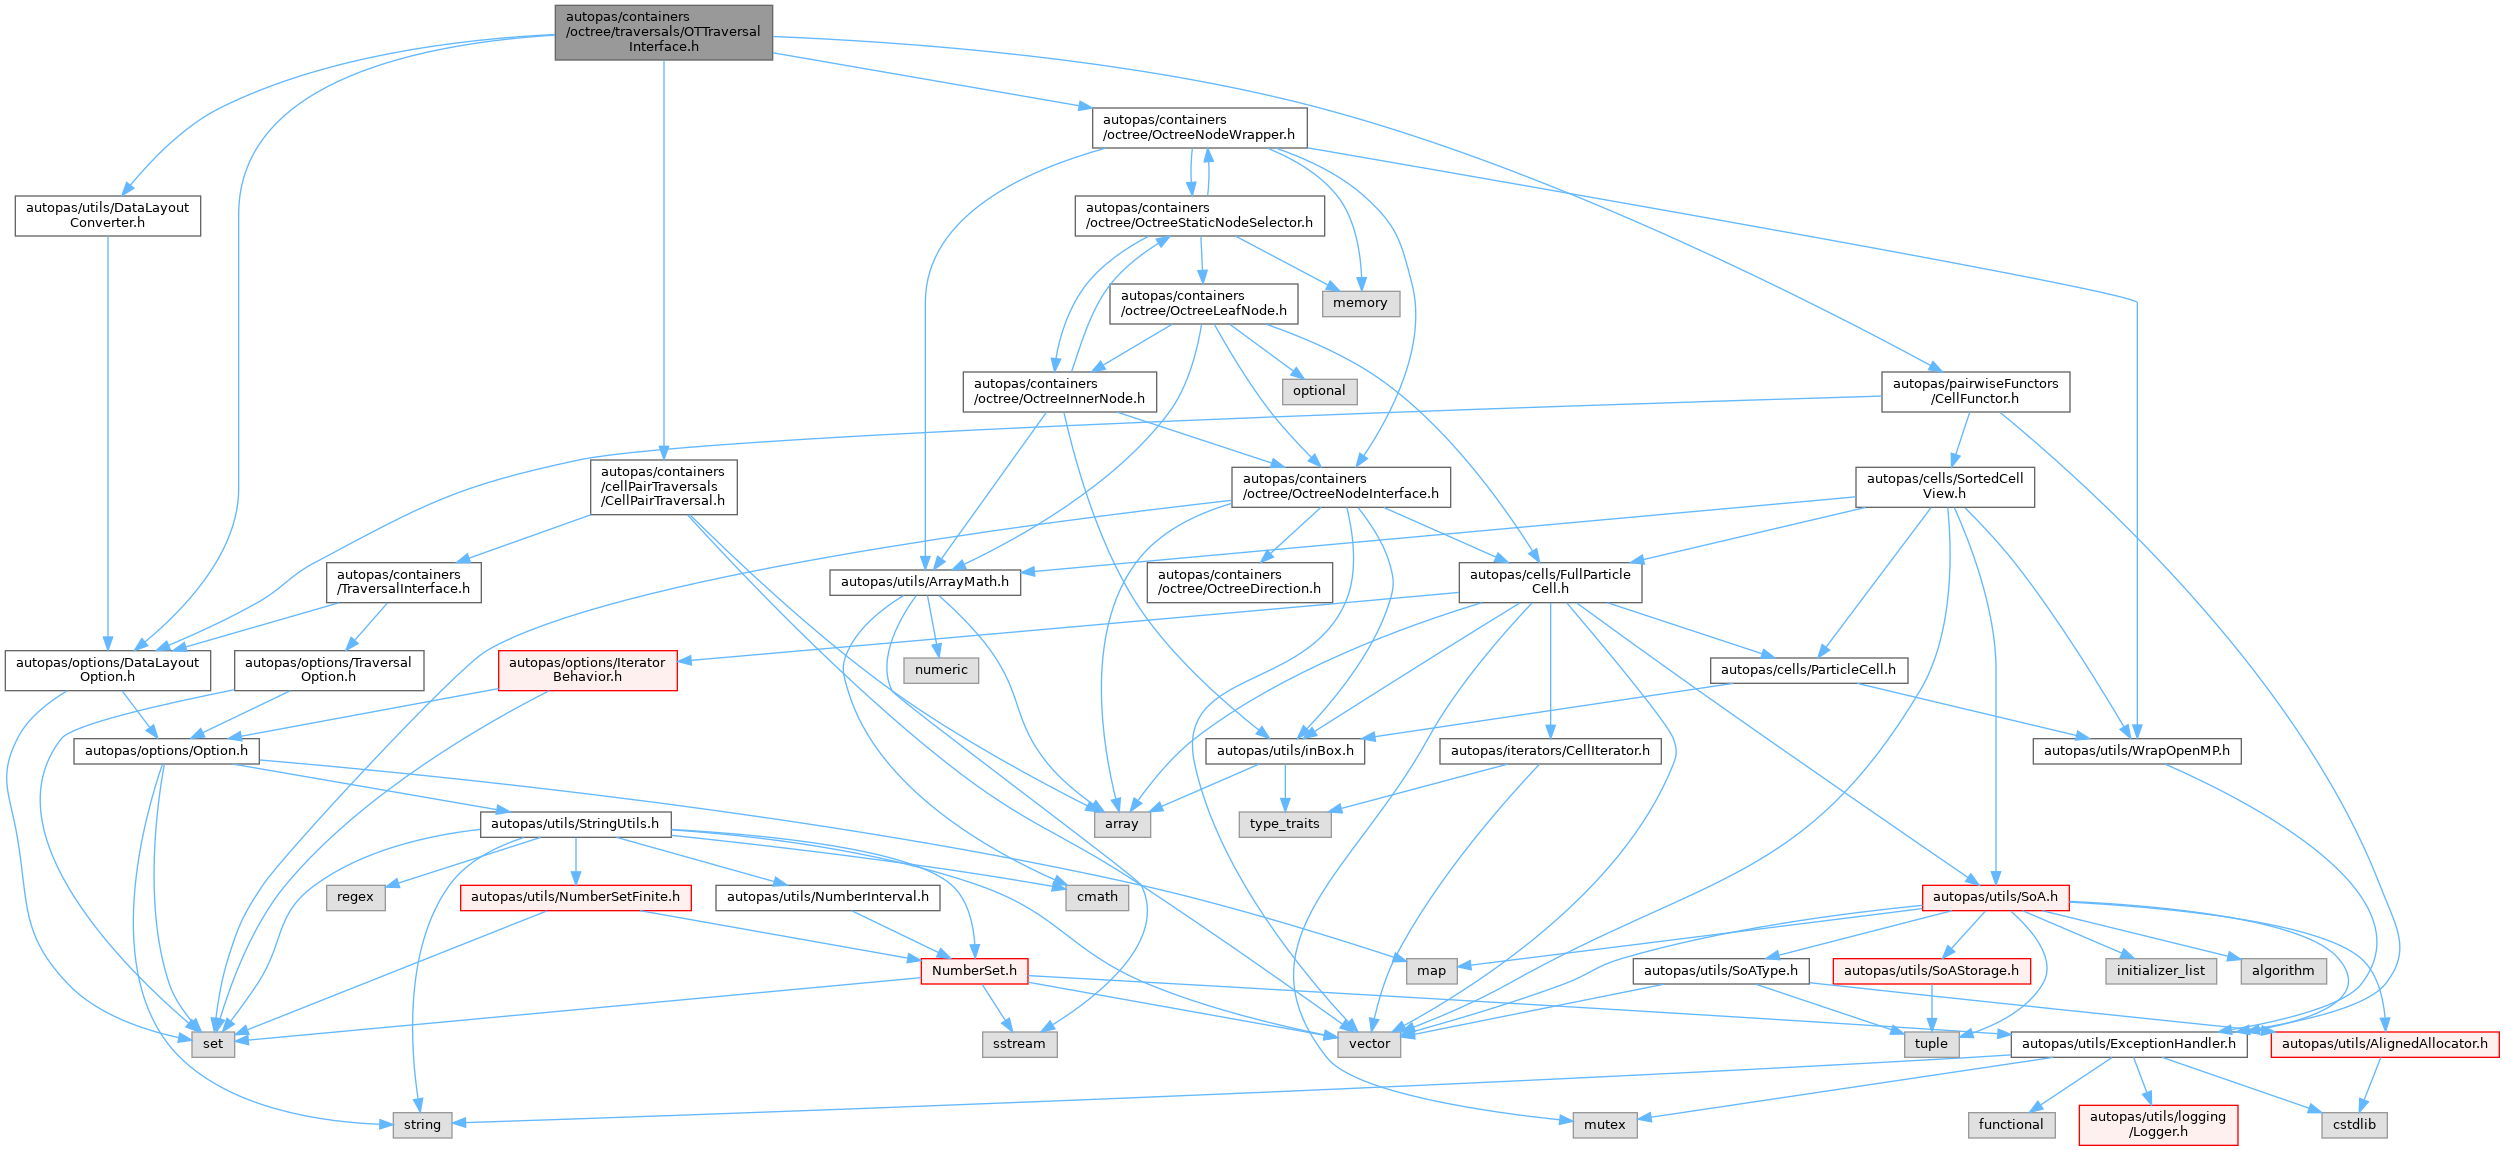 autopas/containers
/octree/traversals/OTTraversal
Interface.h
autopas/containers
/octree/OctreeNodeWrapper.h
autopas/utils/DataLayout
Converter.h
autopas/containers
/octree/OctreeStaticNodeSelector.h
autopas/containers
/octree/OctreeLeafNode.h
memory
autopas/containers
/octree/OctreeInnerNode.h
optional
autopas/pairwiseFunctors
/CellFunctor.h
autopas/containers
/cellPairTraversals
/CellPairTraversal.h
autopas/containers
/octree/OctreeNodeInterface.h
autopas/cells/SortedCell
View.h
autopas/containers
/TraversalInterface.h
autopas/utils/ArrayMath.h
autopas/containers
/octree/OctreeDirection.h
autopas/cells/FullParticle
Cell.h
autopas/options/DataLayout
Option.h
autopas/options/Traversal
Option.h
autopas/options/Iterator
Behavior.h
numeric
autopas/cells/ParticleCell.h
autopas/options/Option.h
autopas/utils/inBox.h
autopas/iterators/CellIterator.h
autopas/utils/WrapOpenMP.h
autopas/utils/StringUtils.h
array
type_traits
regex
autopas/utils/NumberSetFinite.h
autopas/utils/NumberInterval.h
cmath
autopas/utils/SoA.h
NumberSet.h
map
autopas/utils/SoAType.h
autopas/utils/SoAStorage.h
initializer_list
algorithm
set
sstream
vector
tuple
autopas/utils/ExceptionHandler.h
autopas/utils/AlignedAllocator.h
string
mutex
functional
autopas/utils/logging
/Logger.h
cstdlib